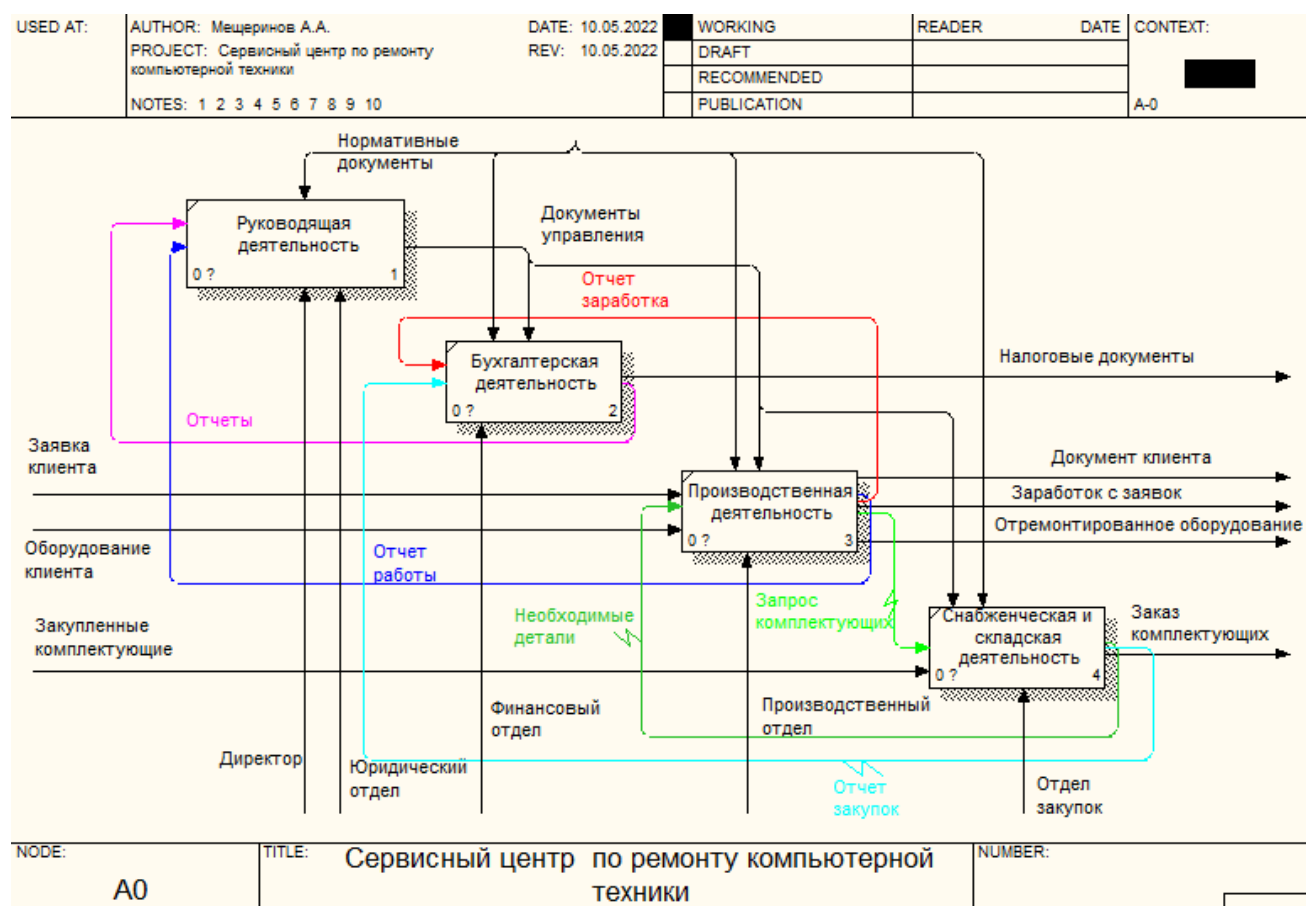 USED AT:
AUTHOR: Мещеринов А.А.
DATE: 10.05.2022
PROJECT: Сервисный центр по ремонту
компьютерной техники
REV: 10.05.2022
NOTES: 1 2 3 4 5 6 7 8 9 10
WORKING
DRAFT
RECOMMENDED
PUBLICATION
READER
DATE
CONTEXT:
A-0
Нормативные
документы
Руководящая
деятельность
0 ?
1
Документы
управления
Отчет
заработка
Бухгалтерская
деятельность
0 ?
2
Налоговые документы
Отчеты
Заявка
клиента
Документ клиента
Производственная
деятельность
0 ?
3
Заработок с заявок
Отремонтированное оборудование
Оборудование
клиента
Отчет
работы
Необходимые
детали
Запрос
комплектующих
Снабженческая и
складская
деятельность
0 ?
4
Заказ
комплектующих
Закупленные
комплектующие
Финансовый
отдел
Производственный
отдел
Директор
Юридический
отдел
Отчет
закупок
Отдел
закупок
NODE:
A0
TITLE:
Сервисный центр по ремонту компьютерной
техники
NUMBER: